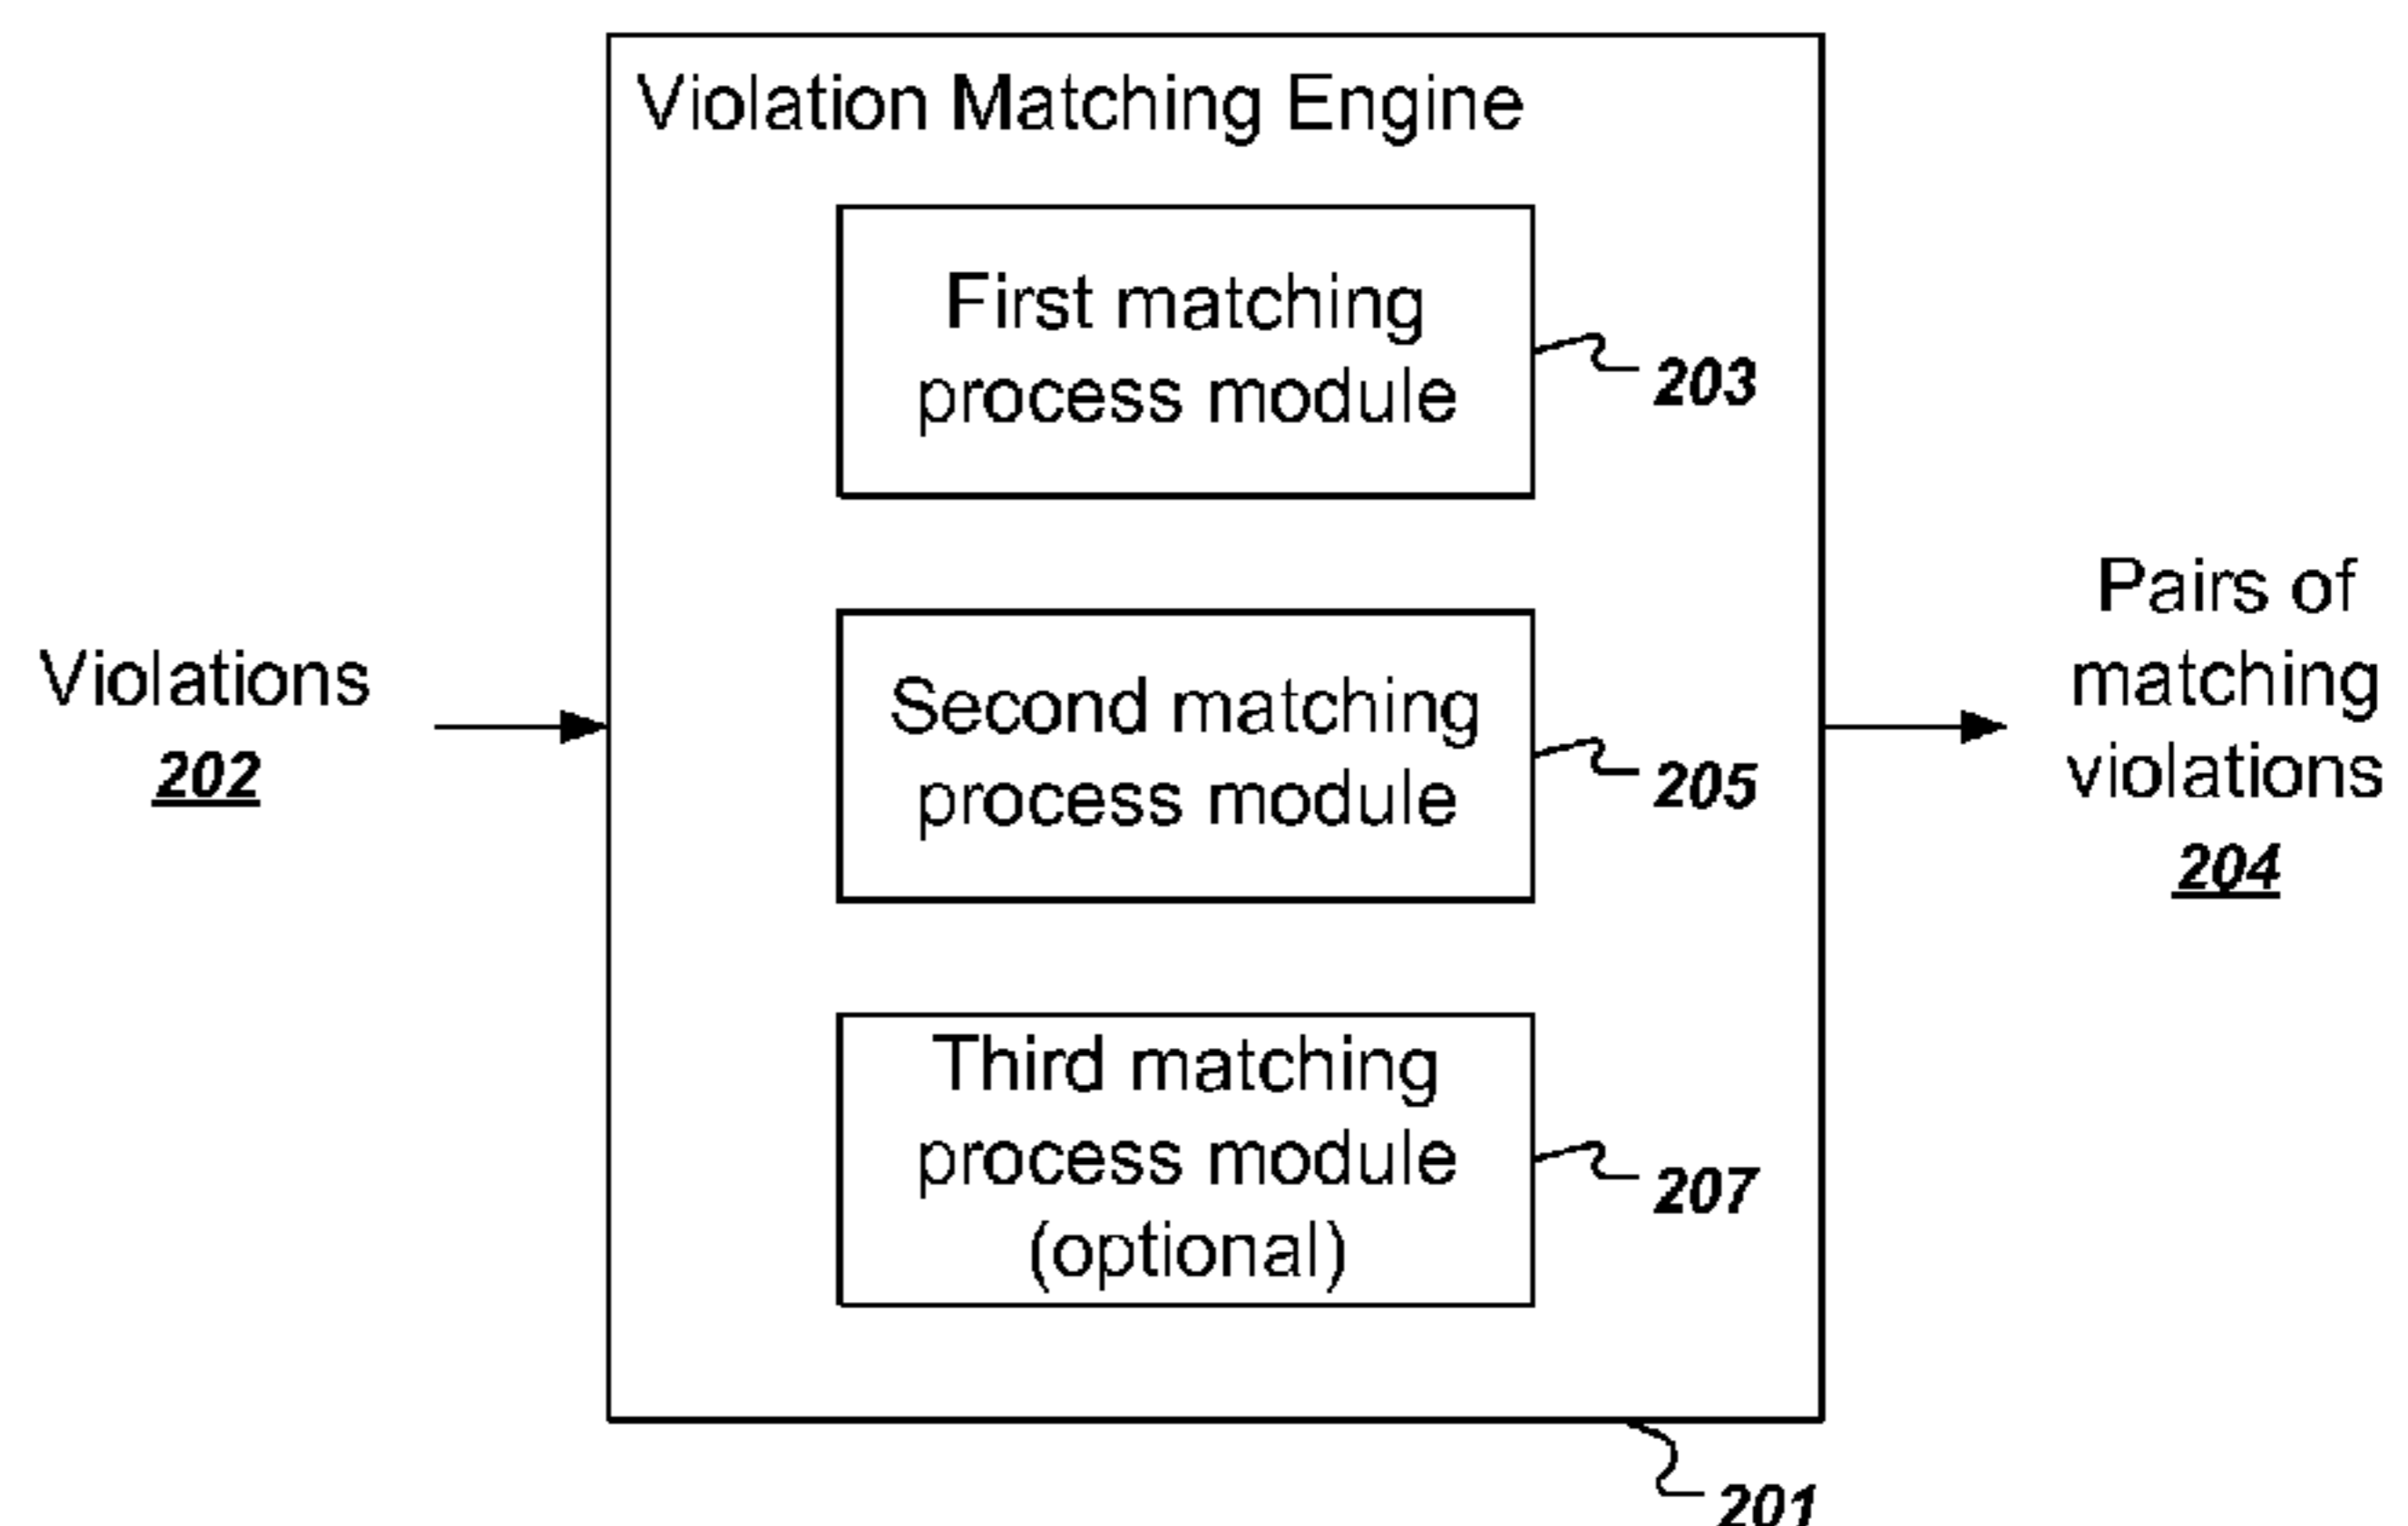 Violation Matching Engine
First matching
process module
203
Violations
202
Second matching
process module
205
Pairs of
matching
violations
204
Third matching
process module
(optional)
207
201